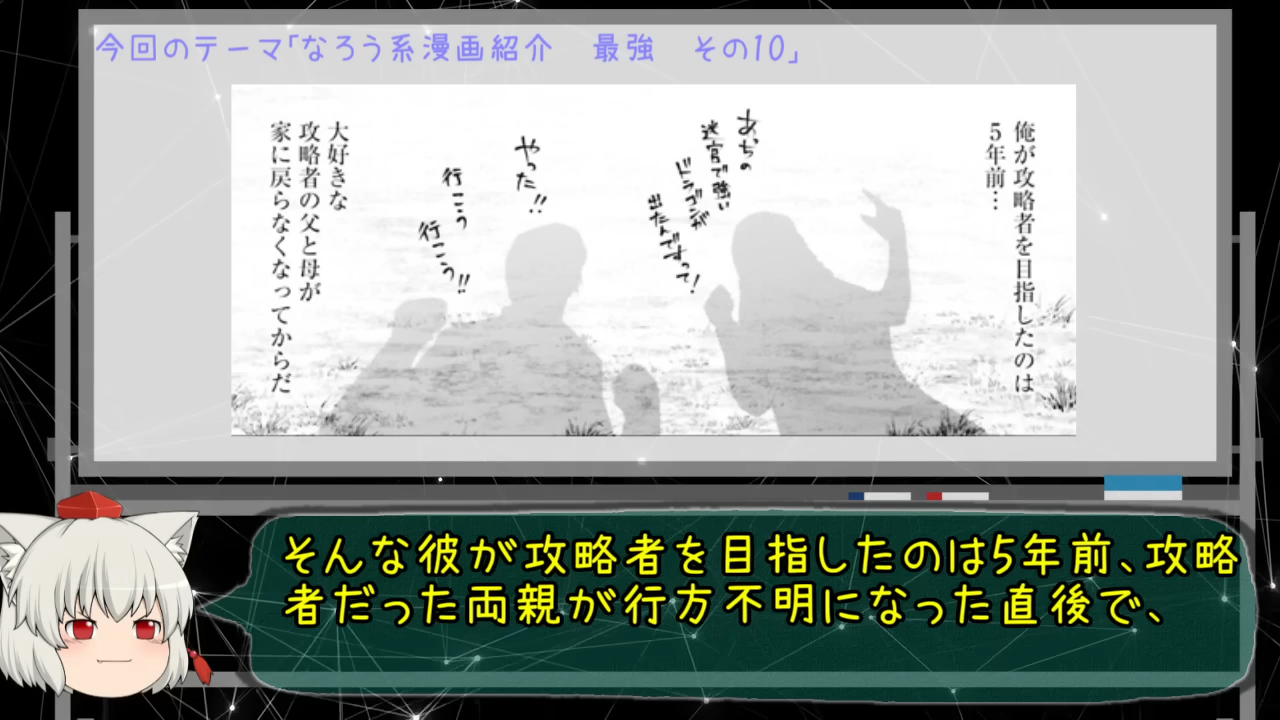 今回のテーマ「なろう系漫画紹介　最強　その10」
俺が攻略者を目指したのは
5年前…
あっちの
迷宮で強い
ドラゴンが
出たんですって！
やった!!
行こう
行こう!!
大好きな
攻略者の父と母が
家に戻らなくなってからだ
そんな彼が攻略者を目指したのは5年前、攻略
者だった両親が行方不明になった直後で、